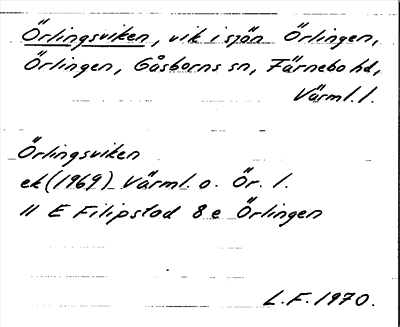 Örlingsviken, vik i sjön Örlingen,
Örlingen, Gåsborns sn, Färnebo hd,
Värml. l.
Örlingsviken
ek (1969) Värml. o. Ör. l.
11 E Filipstad 8 e Örlingen
L.F. 1970.